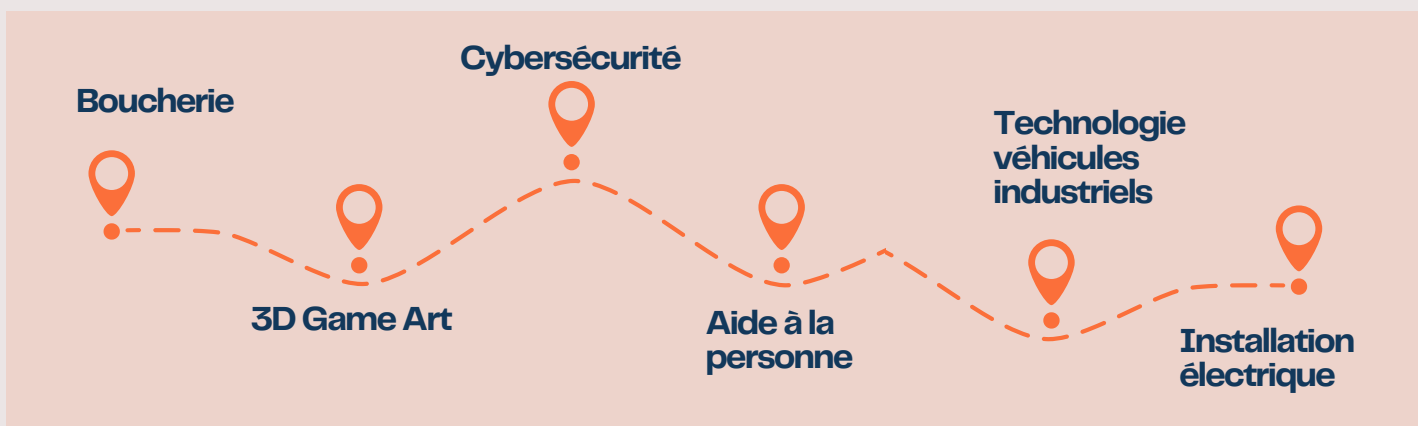 Boucherie
3D Game Art
Cybersécurité
Aide à la
personne
Technologie
véhicules
industriels
Installation
électrique